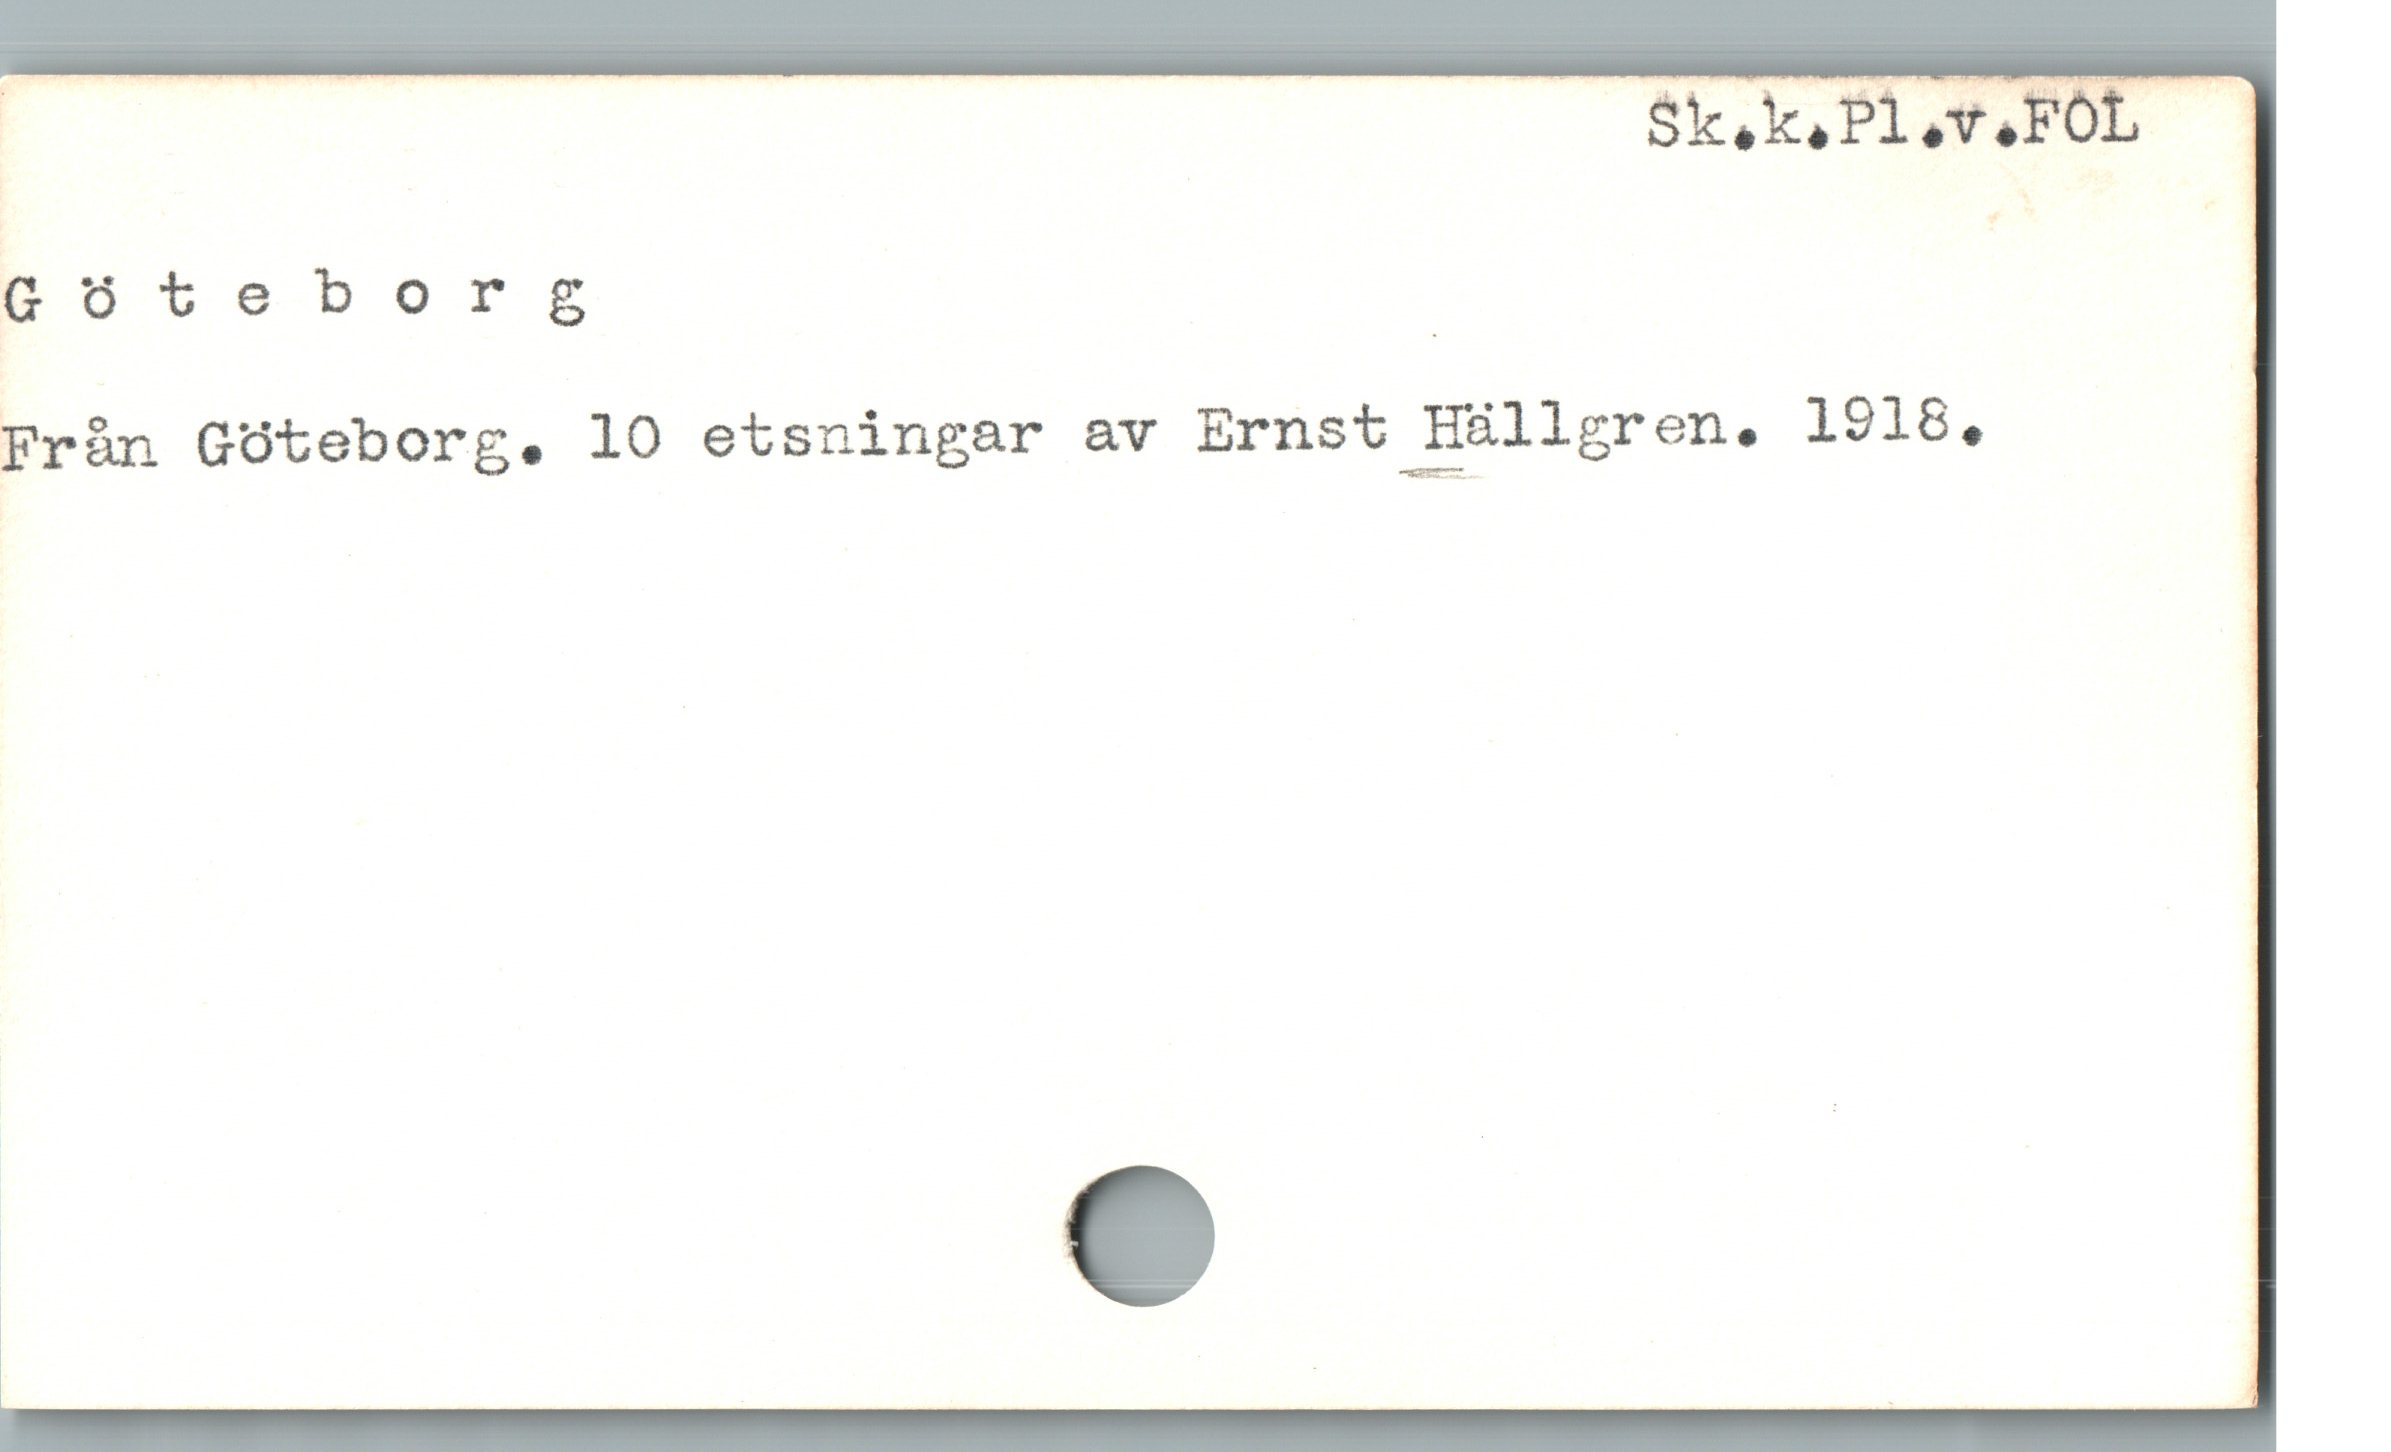 Sk.k.Pl.v.FOL
G ö t e b o r g
Från Göteborg. 10 etsningar av Ernst Hällgren. 1918.